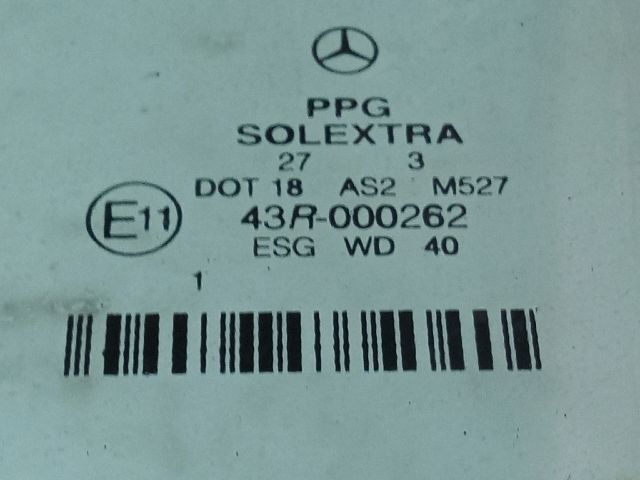 PPG
SOLEXTRA
27 3
DOT 18 AS2 M527
E11 43R-000262
ESG WD 40
1